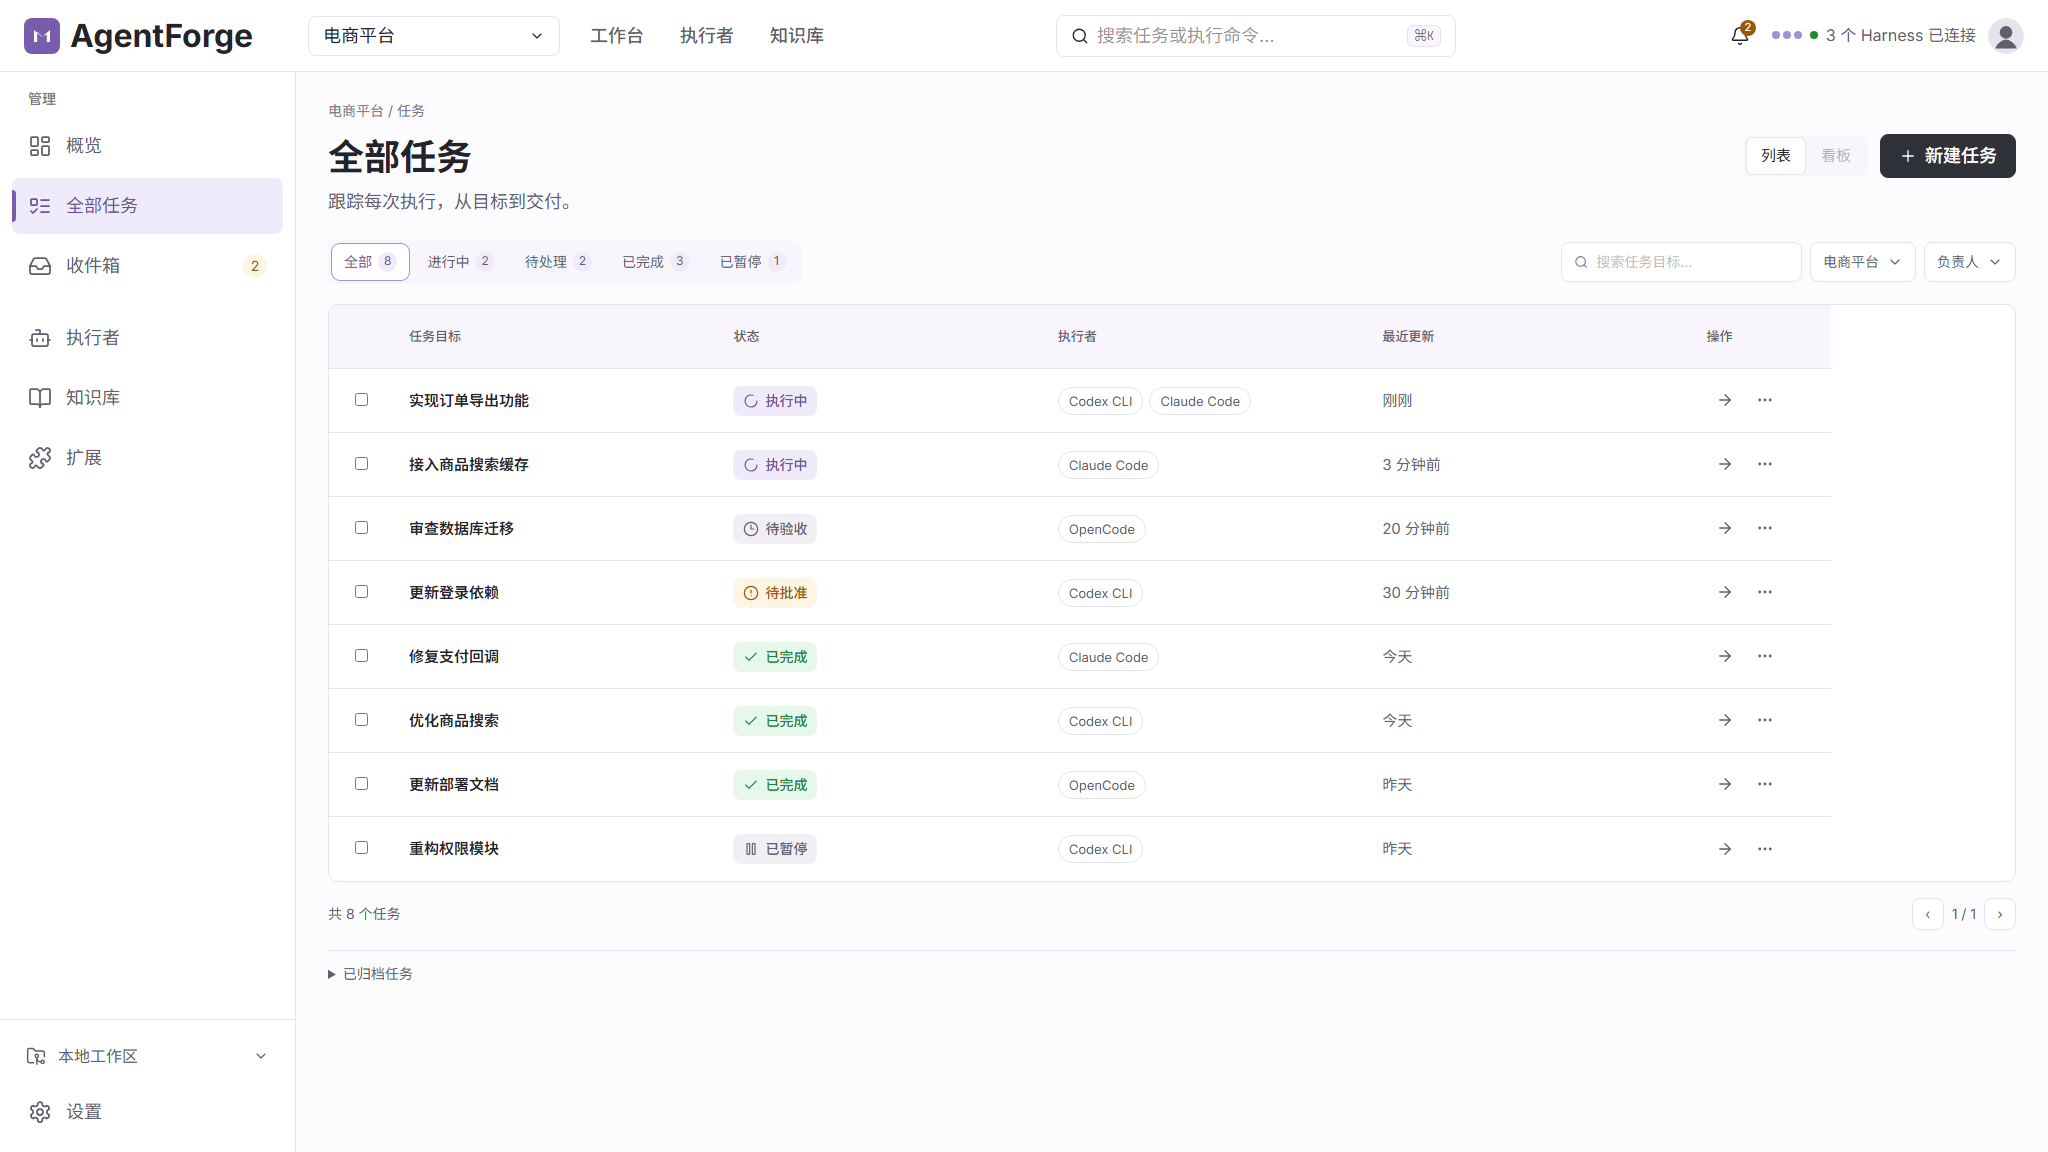 AgentForge
电商平台
工作台 执行者 知识库
搜索任务或执行命令... ⌘K
2
3 个 Harness 已连接
管理
概览
全部任务
收件箱 2
执行者
知识库
扩展
本地工作区
设置
电商平台 / 任务
全部任务
跟踪每次执行，从目标到交付。
列表 看板
+ 新建任务
全部 8 进行中 2 待处理 2 已完成 3 已暂停 1
搜索任务目标... 电商平台 负责人
任务目标 状态 执行者 最近更新 操作
实现订单导出功能 执行中 Codex CLI Claude Code 刚刚
接入商品搜索缓存 执行中 Claude Code 3 分钟前
审查数据库迁移 待验收 OpenCode 20 分钟前
更新登录依赖 待批准 Codex CLI 30 分钟前
修复支付回调 已完成 Claude Code 今天
优化商品搜索 已完成 Codex CLI 今天
更新部署文档 已完成 OpenCode 昨天
重构权限模块 已暂停 Codex CLI 昨天
共 8 个任务
‹ 1 / 1 ›
已归档任务